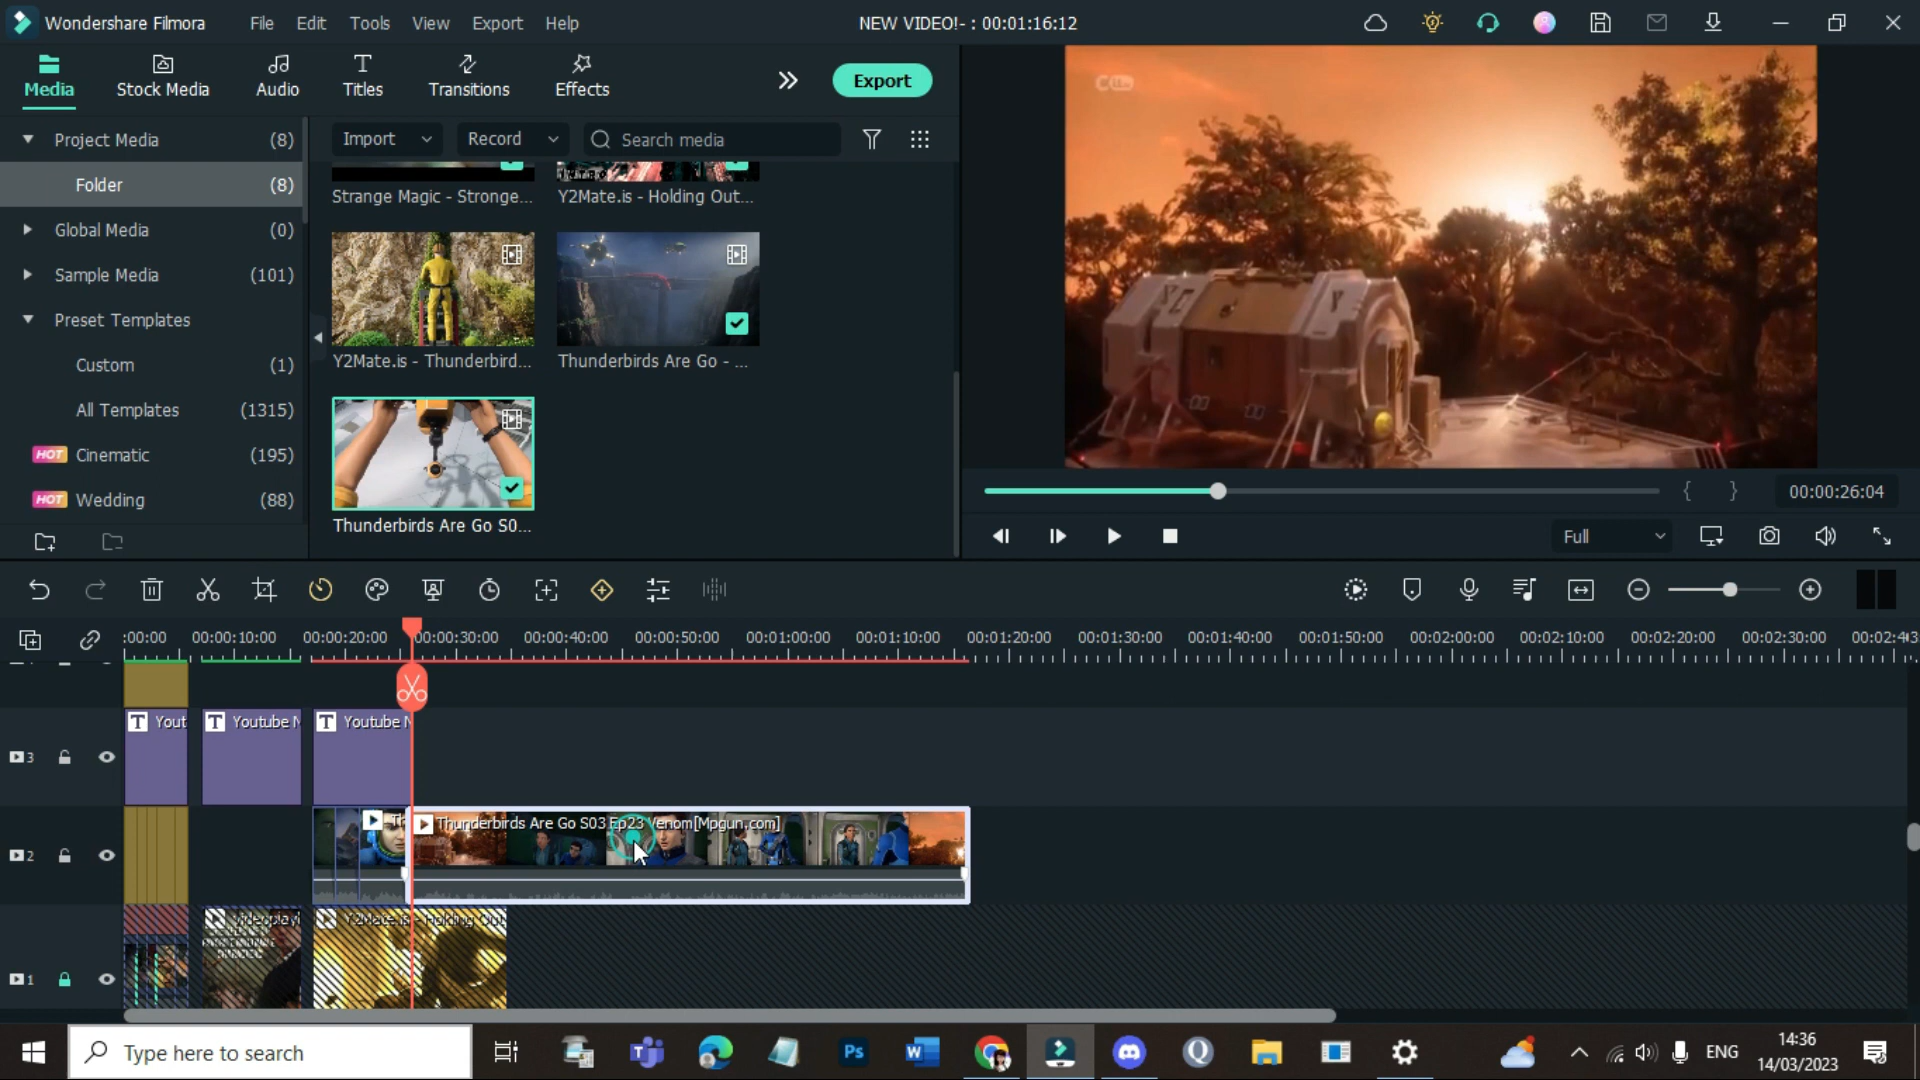 Wondershare Filmora
File Edit Tools View Export Help
NEW VIDEO!- : 00:01:16:12
Media
Stock Media
Audio
Titles
Transitions
Effects
Export
Project Media (8)
Folder (8)
Global Media (0)
Sample Media (101)
Preset Templates
Custom (1)
All Templates (1315)
HOT Cinematic (195)
HOT Wedding (88)
Import
Record
Search media
Strange Magic - Stronge...
Y2Mate.is - Holding Out...
Y2Mate.is - Thunderbird...
Thunderbirds Are Go - ...
Thunderbirds Are Go S0...
00:00:26:04
Full
:00:00 00:00:10:00 00:00:20:00 00:00:30:00 00:00:40:00 00:00:50:00 00:01:00:00 00:01:10:00 00:01:20:00 00:01:30:00 00:01:40:00 00:01:50:00 00:02:00:00 00:02:10:00 00:02:20:00 00:02:30:00
T Yout
T Youtube
T Youtube
3
Thunderbirds Are Go S03 Ep23 Venom[Mpgun.com]
2
Y2Mate.is - Holding Out
1
Type here to search
ENG
14:36
14/03/2023